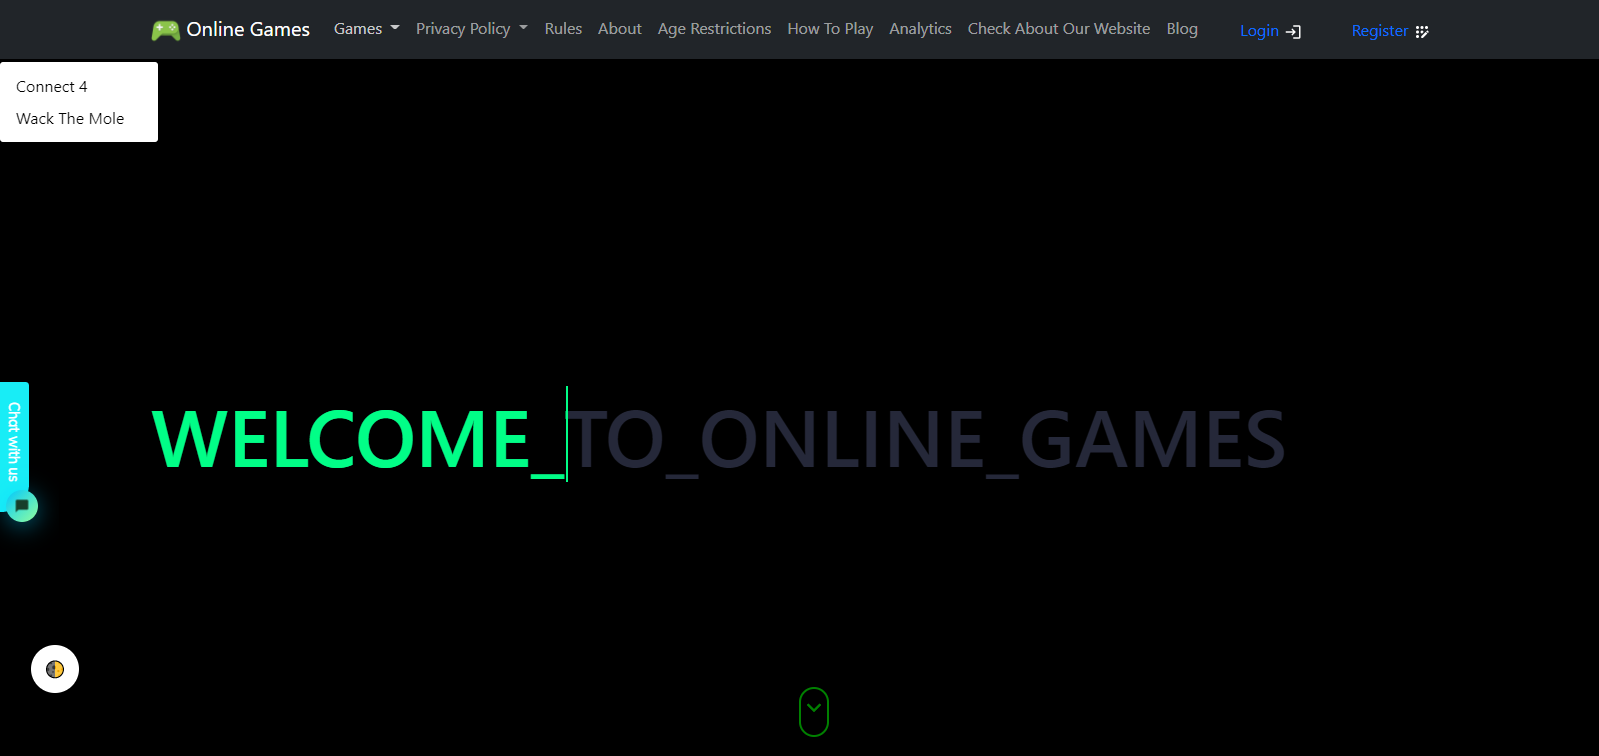 Online Games Games Privacy Policy Rules About Age Restrictions How To Play Analytics Check About Our Website Blog Login Register
Connect 4
Wack The Mole
WELCOME_TO_ONLINE_GAMES
Chat with us